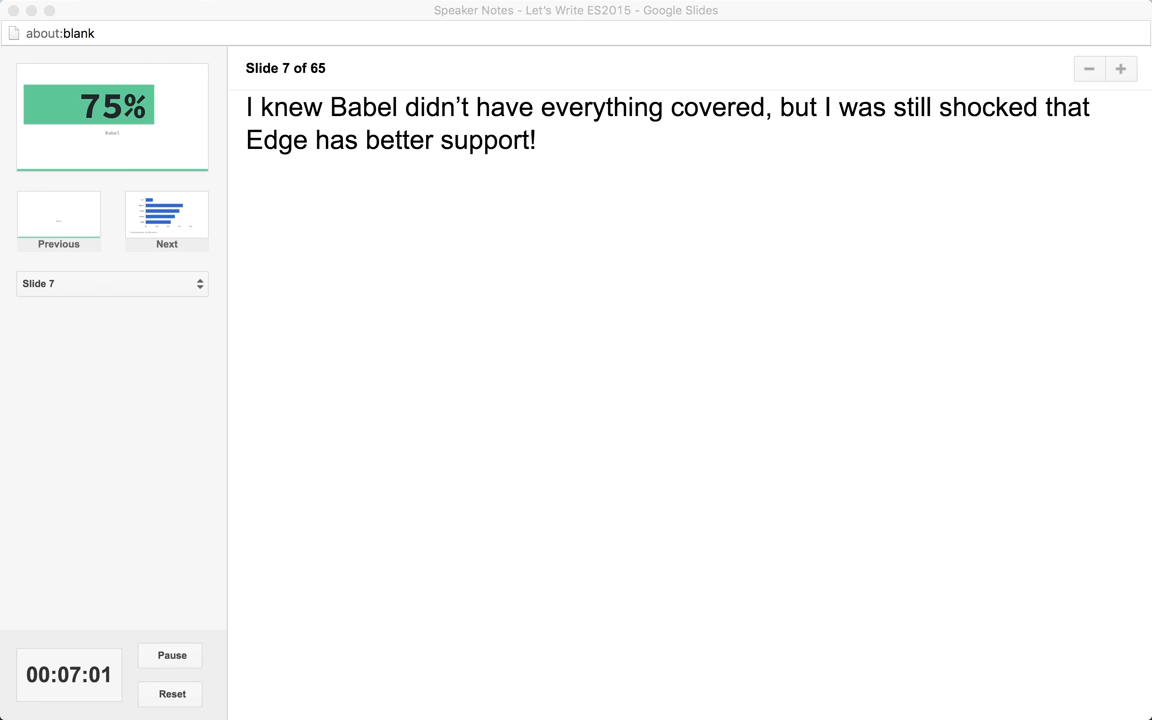 Speaker Notes - Let's Write ES2015 - Google Slides
about:blank
75%
Babel
Previous
Next
Slide 7
00:07:01
Pause
Reset
Slide 7 of 65
I knew Babel didn’t have everything covered, but I was still shocked that
Edge has better support!